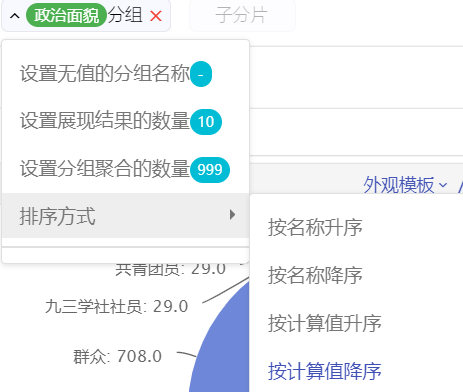 政治面貌 分组
子分片
设置无值的分组名称 -
设置展现结果的数量 10
设置分组聚合的数量 999
外观模板
排序方式
按名称升序
按名称降序
按计算值升序
按计算值降序
共青团员: 29.0
九三学社社员: 29.0
群众: 708.0